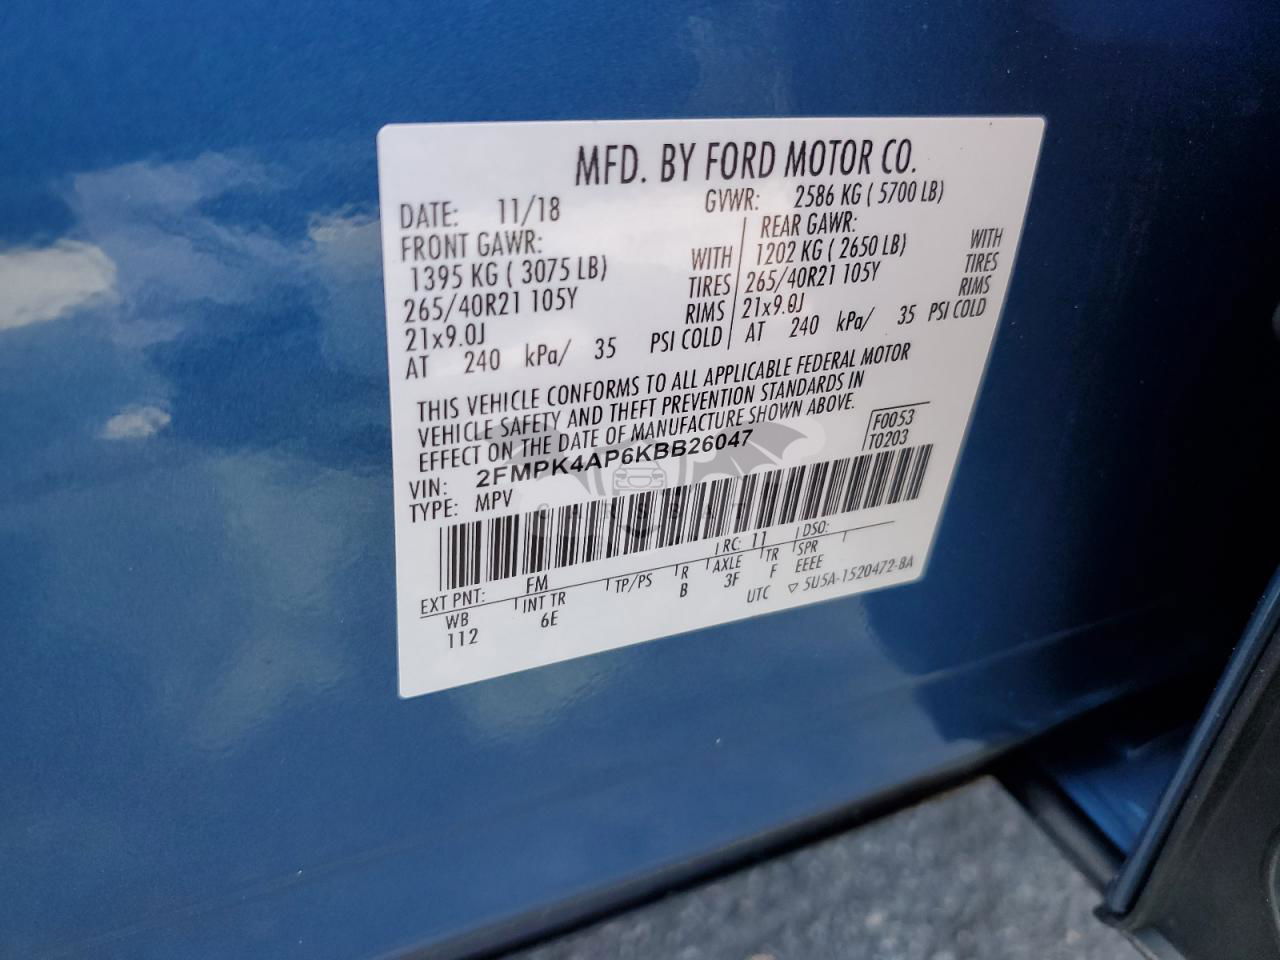 MFD. BY FORD MOTOR CO.
DATE: 11/18 GVWR: 2586 KG ( 5700 LB)
FRONT GAWR: REAR GAWR:
1395 KG ( 3075 LB) WITH 1202 KG ( 2650 LB) WITH
265/40R21 105Y TIRES 265/40R21 105Y TIRES
21x9.0J RIMS 21x9.0J RIMS
AT 240 kPa/ 35 PSI COLD AT 240 kPa/ 35 PSI COLD
THIS VEHICLE CONFORMS TO ALL APPLICABLE FEDERAL MOTOR
VEHICLE SAFETY AND THEFT PREVENTION STANDARDS IN
EFFECT ON THE DATE OF MANUFACTURE SHOWN ABOVE.
F0053
T0203
VIN: 2FMPK4AP6KBB26047
TYPE: MPV
EXT PNT: FM RC: 11 DSO:
WB INT TR TP/PS R AXLE TR SPR
112 6E B 3F F EEEE
UTC ▽ 5U5A-1520472-BA